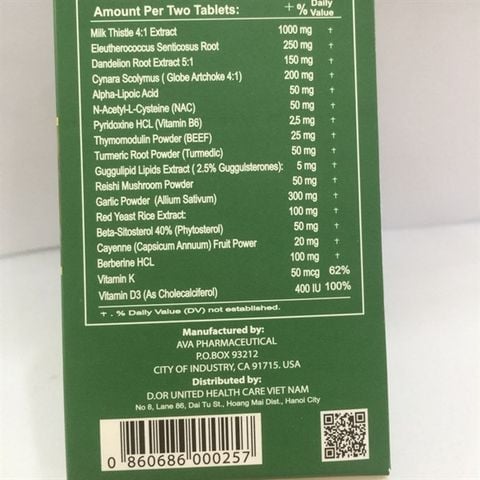 Amount Per Two Tablets: + % Daily Value
Milk Thistle 4:1 Extract 1000 mg †
Eleutherococcus Senticosus Root 250 mg †
Dandelion Root Extract 5:1 150 mg †
Cynara Scolymus ( Globe Artchoke 4:1) 200 mg †
Alpha-Lipoic Acid 50 mg †
N-Acetyl-L-Cysteine (NAC) 50 mg †
Pyridoxine HCL (Vitamin B6) 2,5 mg †
Thymomodulin Powder (BEEF) 25 mg †
Turmeric Root Powder (Turmedic) 50 mg †
Guggulipid Lipids Extract ( 2.5% Guggulsterones): 5 mg †
Reishi Mushroom Powder 50 mg †
Garlic Powder (Allium Sativum) 300 mg †
Red Yeast Rice Extract: 100 mg †
Beta-Sitosterol 40% (Phytosterol) 50 mg †
Cayenne (Capsicum Annuum) Fruit Power 20 mg †
Berberine HCL 100 mg †
Vitamin K 50 mcg 62%
Vitamin D3 (As Cholecalciferol) 400 IU 100%
† . % Daily Value (DV) not established.
Manufactured by:
AVA PHARMACEUTICAL
P.O.BOX 93212
CITY OF INDUSTRY, CA 91715. USA
Distributed by:
D.OR UNITED HEALTH CARE VIET NAM
No 8, Lane 86, Dai Tu St., Hoang Mai Dist., Hanoi City
0 860686 000257